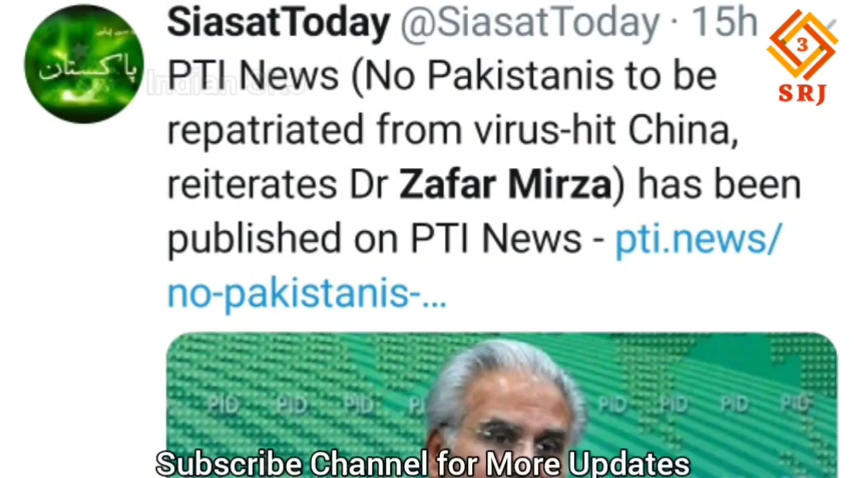 SiasatToday @SiasatToday · 15h
پاکستان
3
SRJ
PTI News (No Pakistanis to be
repatriated from virus-hit China,
reiterates Dr Zafar Mirza) has been
published on PTI News - pti.news/
no-pakistanis-...
PID PID PID PID PID PID PID
Subscribe Channel for More Updates